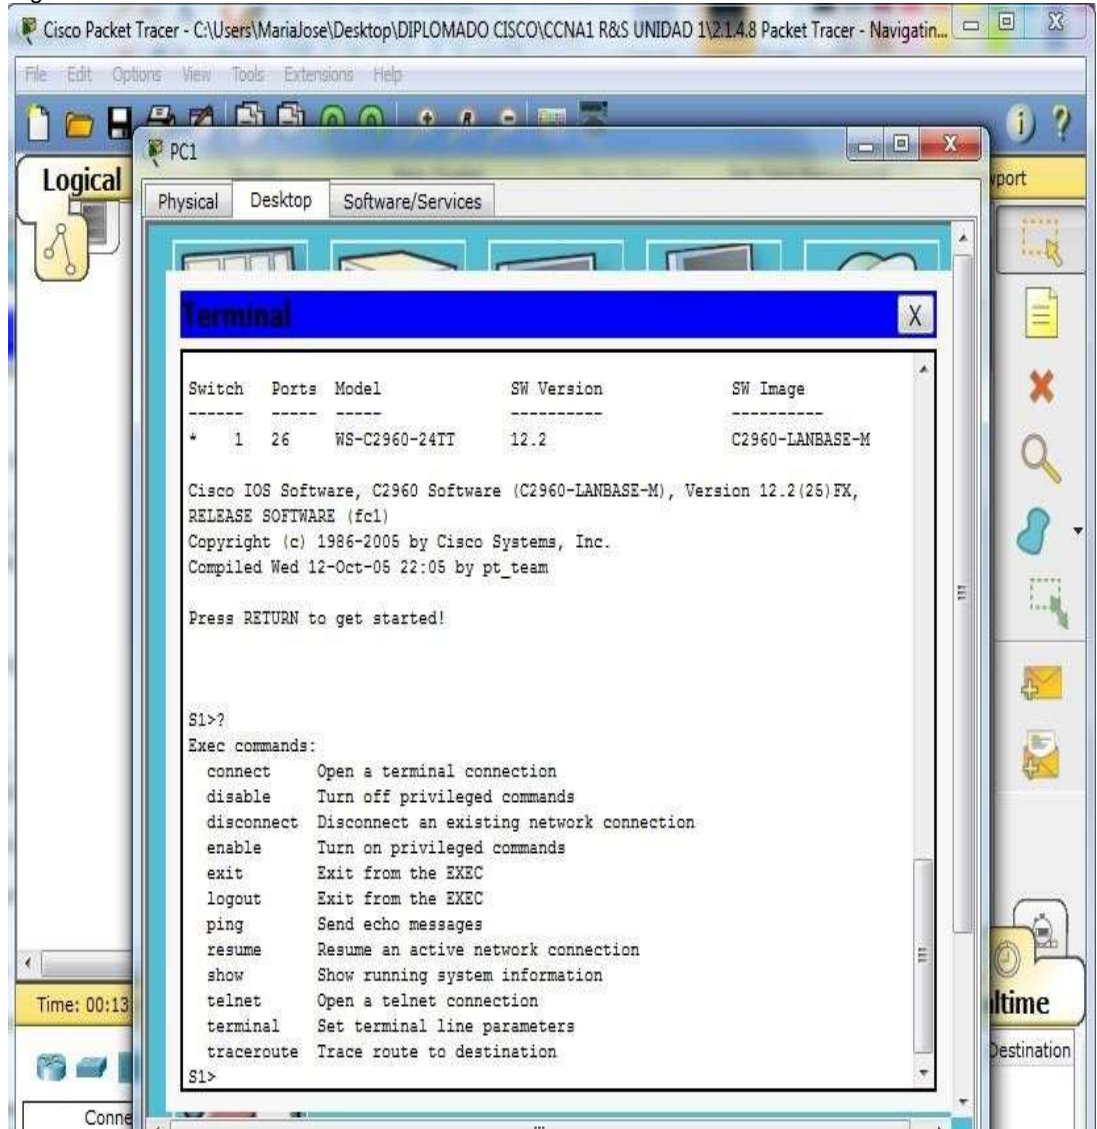 Cisco Packet Tracer - C:\Users\MariaJose\Desktop\DIPLOMADO CISCO\CCNA1 R&S UNIDAD 1\2.1.4.8 Packet Tracer - Navigatin...
File Edit Options View Tools Extensions Help
PC1
Logical
Physical Desktop Software/Services
Terminal
X
Switch Ports Model SW Version SW Image
------ ----- ----- ---------- ----------
* 1 26 WS-C2960-24TT 12.2 C2960-LANBASE-M
Cisco IOS Software, C2960 Software (C2960-LANBASE-M), Version 12.2(25)FX,
RELEASE SOFTWARE (fc1)
Copyright (c) 1986-2005 by Cisco Systems, Inc.
Compiled Wed 12-Oct-05 22:05 by pt_team
Press RETURN to get started!
S1>?
Exec commands:
connect Open a terminal connection
disable Turn off privileged commands
disconnect Disconnect an existing network connection
enable Turn on privileged commands
exit Exit from the EXEC
logout Exit from the EXEC
ping Send echo messages
resume Resume an active network connection
show Show running system information
telnet Open a telnet connection
terminal Set terminal line parameters
traceroute Trace route to destination
S1>
Time: 00:13
ltime
Destination
Conne